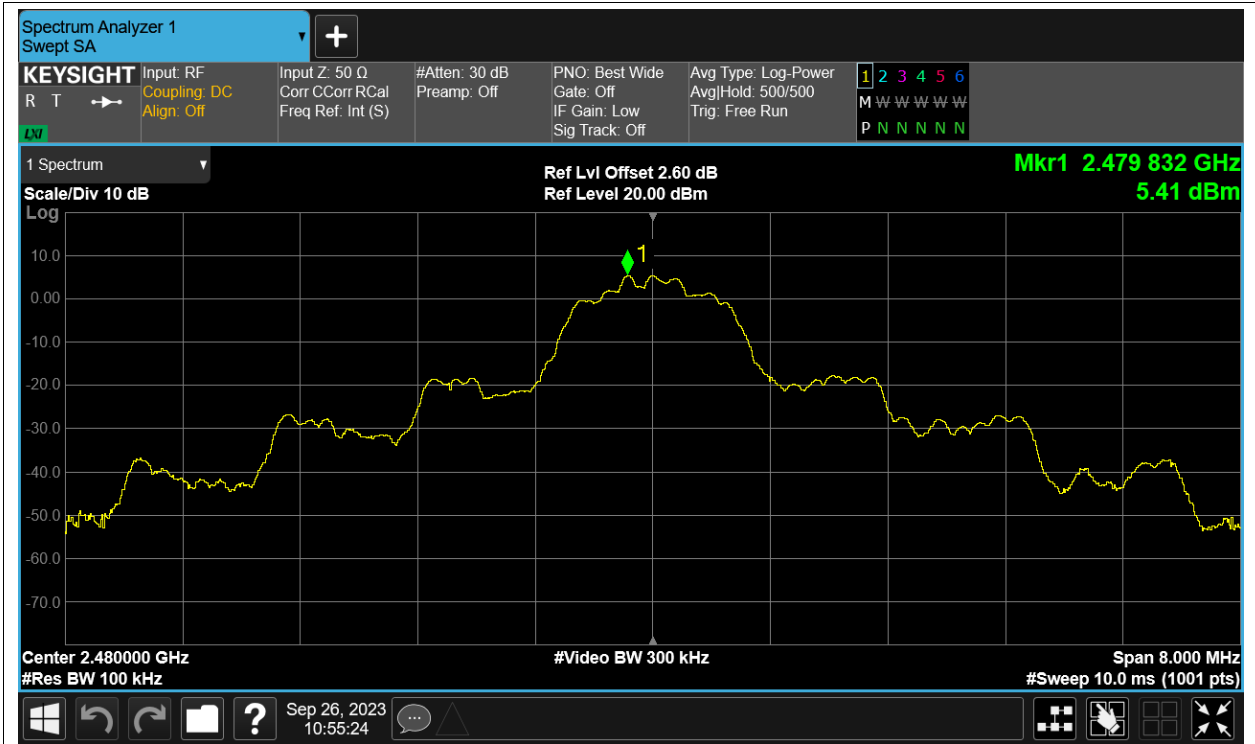 Spectrum Analyzer 1
Swept SA
+
KEYSIGHT
R T
LXI
Input: RF
Coupling: DC
Align: Off
Input Z: 50 Ω
Corr CCorr RCal
Freq Ref: Int (S)
#Atten: 30 dB
Preamp: Off
PNO: Best Wide
Gate: Off
IF Gain: Low
Sig Track: Off
Avg Type: Log-Power
Avg|Hold: 500/500
Trig: Free Run
1 2 3 4 5 6
M W W W W W
P N N N N N
1 Spectrum
Scale/Div 10 dB
Log
Ref Lvl Offset 2.60 dB
Ref Level 20.00 dBm
Mkr1 2.479 832 GHz
5.41 dBm
1
10.0
0.00
-10.0
-20.0
-30.0
-40.0
-50.0
-60.0
-70.0
Center 2.480000 GHz
#Res BW 100 kHz
#Video BW 300 kHz
Span 8.000 MHz
#Sweep 10.0 ms (1001 pts)
?
Sep 26, 2023
10:55:24